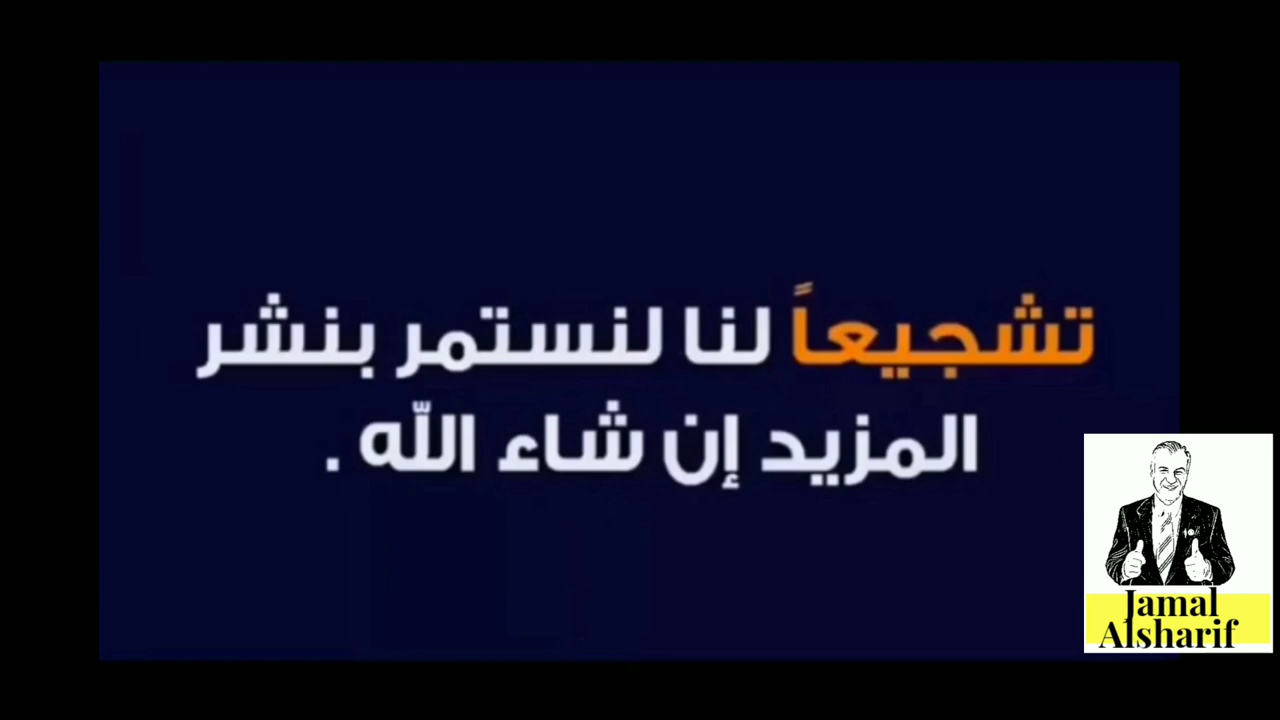 تشجيعاً لنا لنستمر بنشر
المزيد إن شاء الله .
Jamal
Alsharif